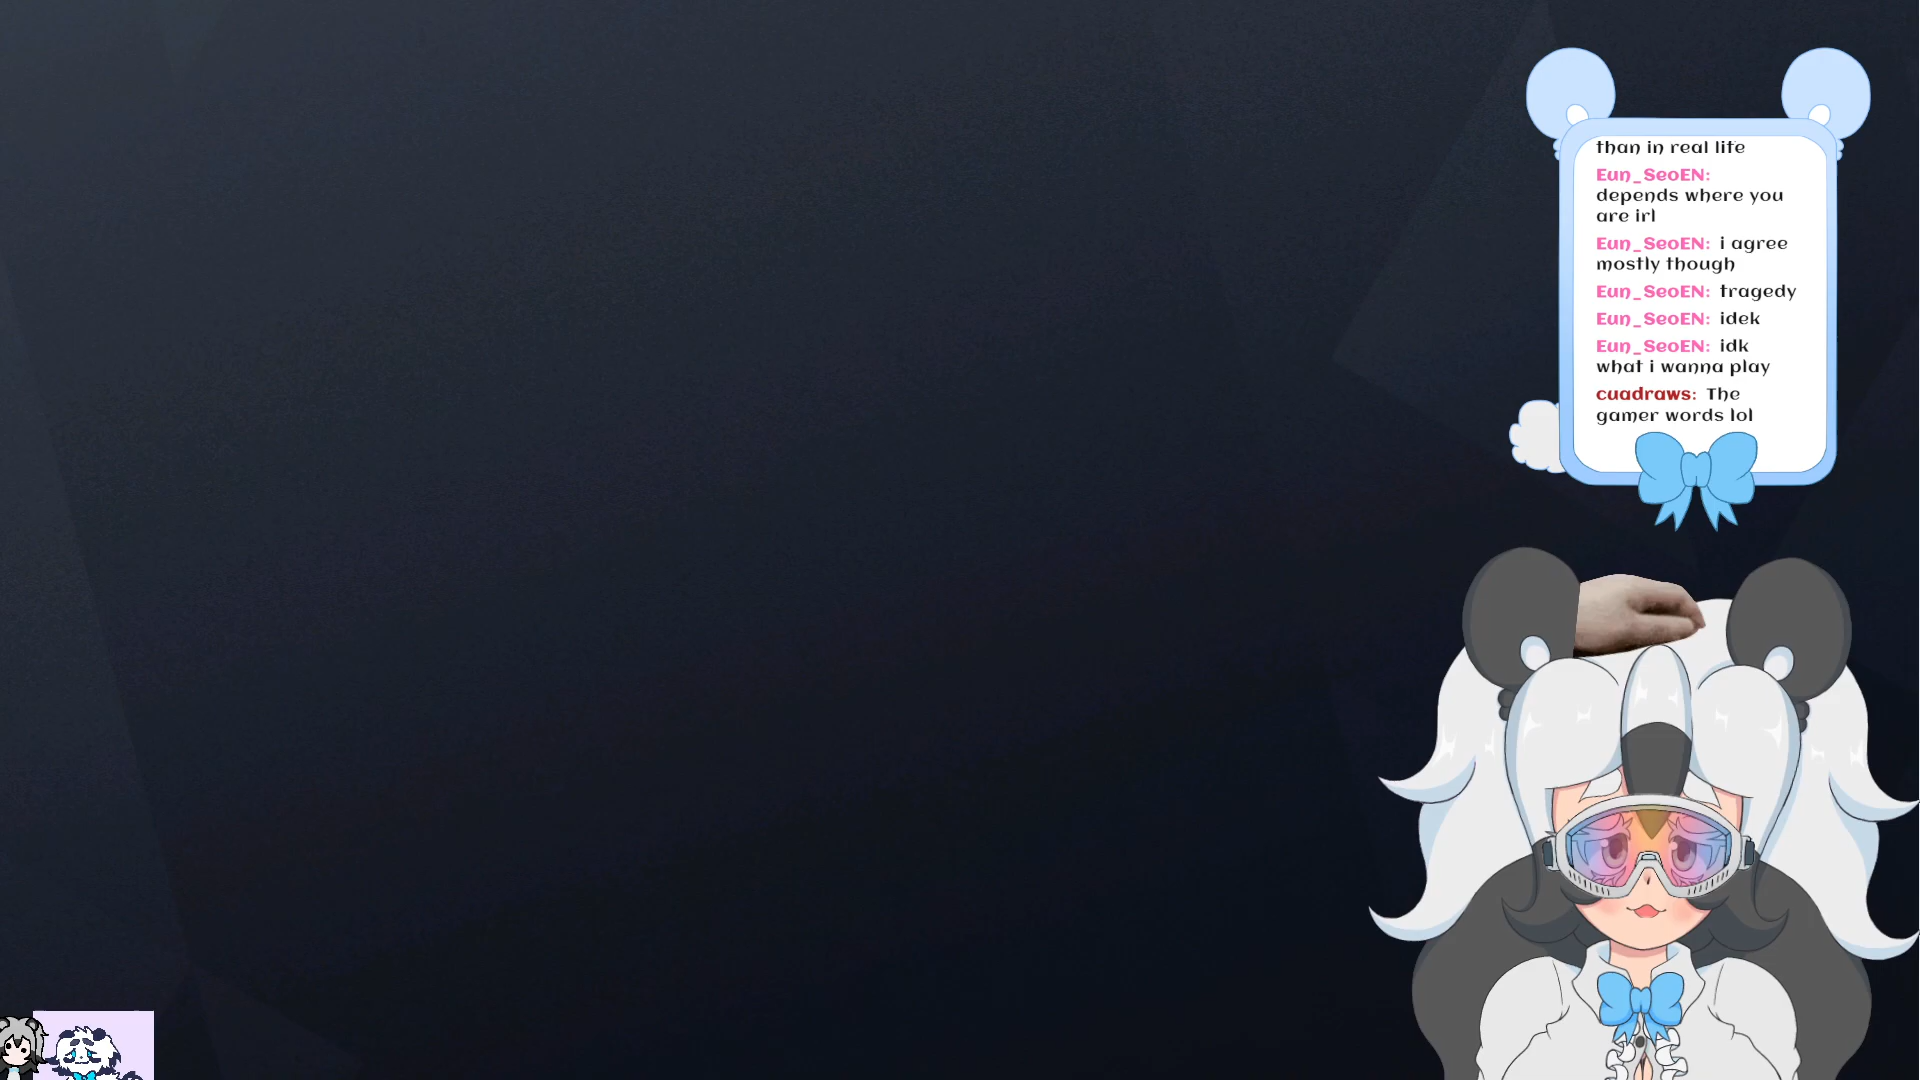 than in real life
Eun_SeoEN:
depends where you
are irl
Eun_SeoEN: i agree
mostly though
Eun_SeoEN: tragedy
Eun_SeoEN: idek
Eun_SeoEN: idk
what i wanna play
cuadraws: The
gamer words lol